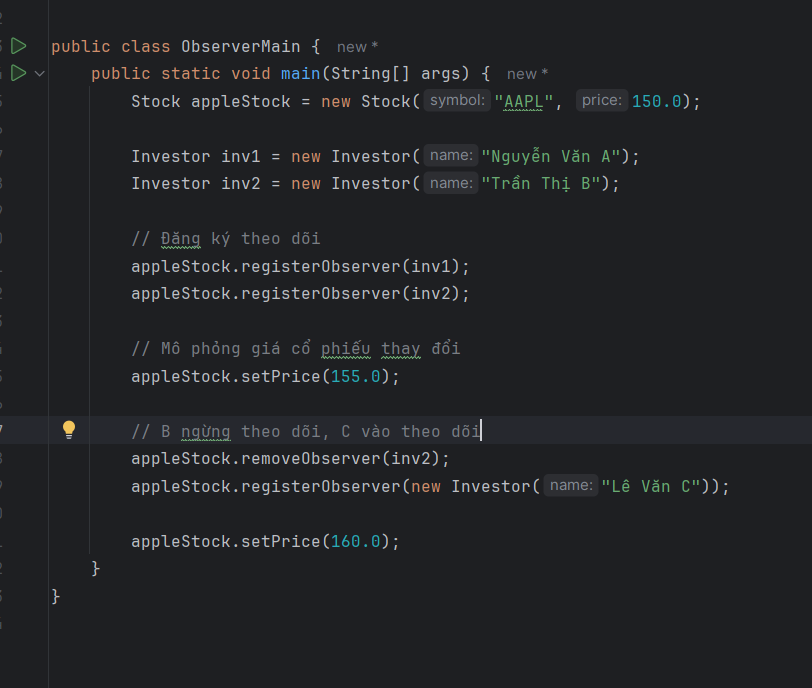 public class ObserverMain { new *
public static void main(String[] args) { new *
Stock appleStock = new Stock( symbol: "AAPL", price: 150.0);
Investor inv1 = new Investor( name: "Nguyễn Văn A");
Investor inv2 = new Investor( name: "Trần Thị B");
// Đăng ký theo dõi
appleStock.registerObserver(inv1);
appleStock.registerObserver(inv2);
// Mô phỏng giá cổ phiếu thay đổi
appleStock.setPrice(155.0);
// B ngừng theo dõi, C vào theo dõi
appleStock.removeObserver(inv2);
appleStock.registerObserver(new Investor( name: "Lê Văn C"));
appleStock.setPrice(160.0);
}
}